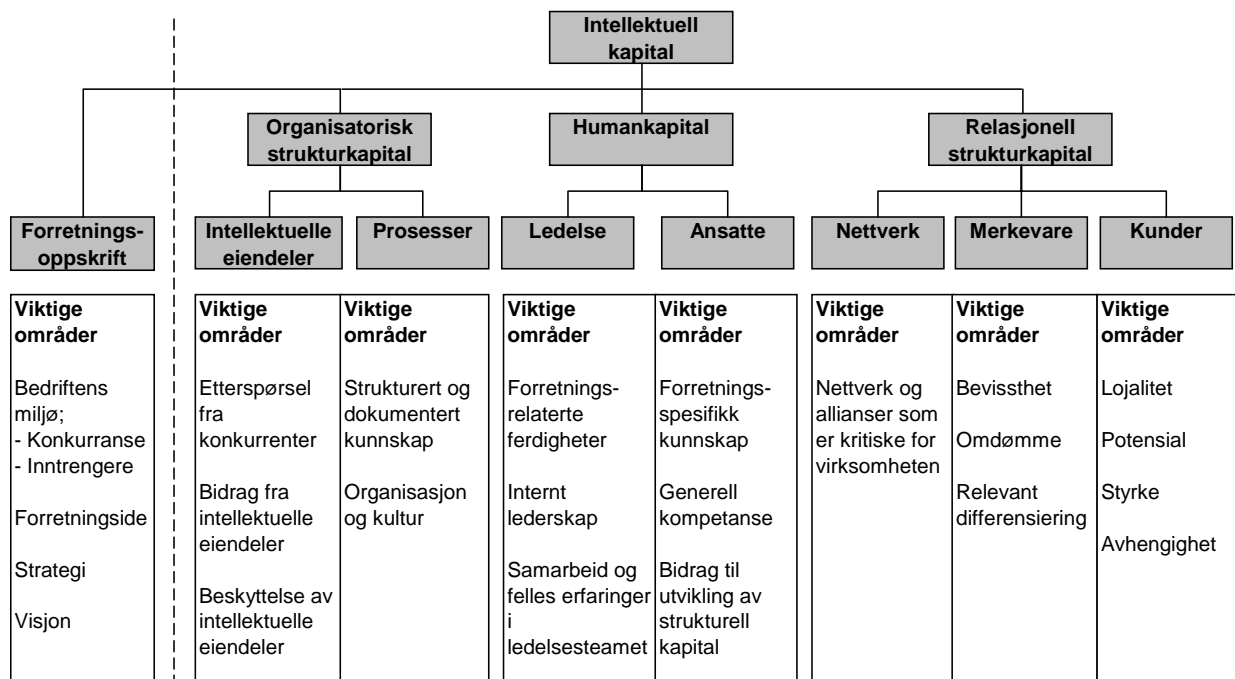 Intellektuell
kapital
Organisatorisk
strukturkapital
Humankapital
Relasjonell
strukturkapital
Forretnings-
oppskrift
Intellektuelle
eiendeler
Prosesser
Ledelse
Ansatte
Nettverk
Merkevare
Kunder
Viktige
områder
Bedriftens
miljø;
- Konkurranse
- Inntrengere
Forretningside
Strategi
Visjon
Viktige
områder
Etterspørsel
fra
konkurrenter
Bidrag fra
intellektuelle
eiendeler
Beskyttelse av
intellektuelle
eiendeler
Viktige
områder
Strukturert og
dokumentert
kunnskap
Organisasjon
og kultur
Viktige
områder
Forretnings-
relaterte
ferdigheter
Internt
lederskap
Samarbeid og
felles erfaringer
i
ledelsesteamet
Viktige
områder
Forretnings-
spesifikk
kunnskap
Generell
kompetanse
Bidrag til
utvikling av
strukturell
kapital
Viktige
områder
Nettverk og
allianser som
er kritiske for
virksomheten
Viktige
områder
Bevissthet
Omdømme
Relevant
differensiering
Viktige
områder
Lojalitet
Potensial
Styrke
Avhengighet